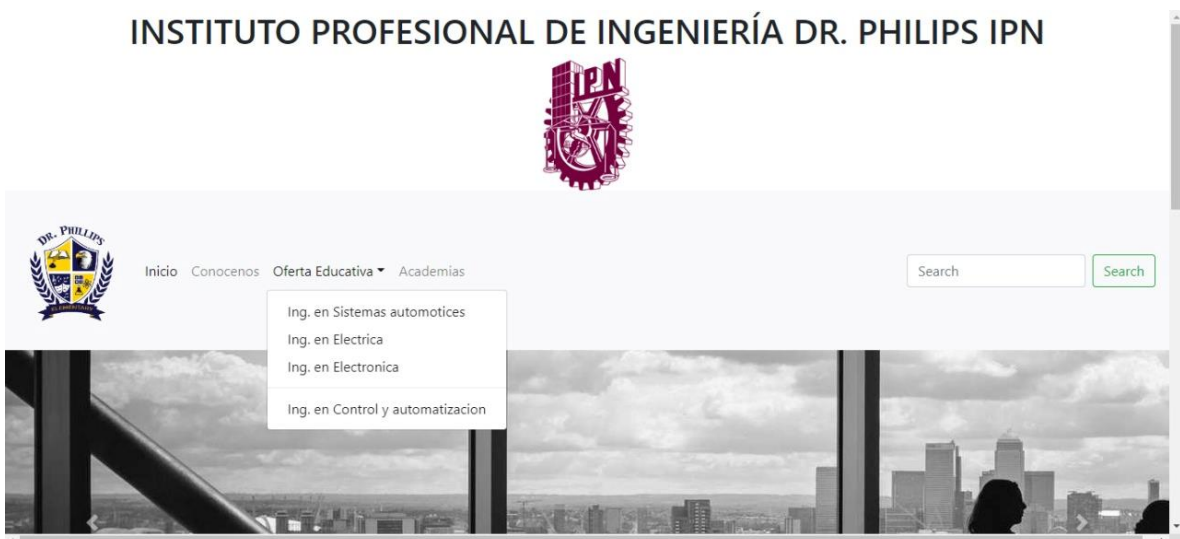 INSTITUTO PROFESIONAL DE INGENIERÍA DR. PHILIPS IPN
IPN
DR. PHILLIPS
Inicio Conocenos Oferta Educativa Academias
Search Search
Ing. en Sistemas automotices
Ing. en Electrica
Ing. en Electronica
Ing. en Control y automatizacion